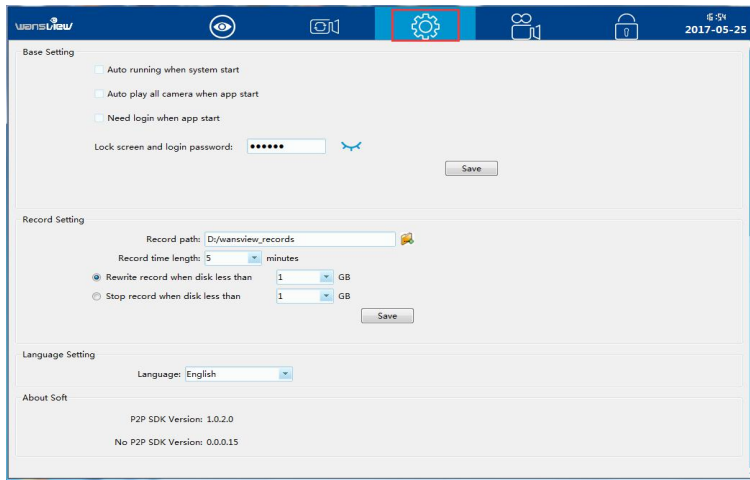 wansview
16:54
2017-05-25
Base Setting
Auto running when system start
Auto play all camera when app start
Need login when app start
Lock screen and login password: ●●●●●●
Save
Record Setting
Record path: D:/wansview_records
Record time length: 5 minutes
Rewrite record when disk less than 1 GB
Stop record when disk less than 1 GB
Save
Language Setting
Language: English
About Soft
P2P SDK Version: 1.0.2.0
No P2P SDK Version: 0.0.0.15